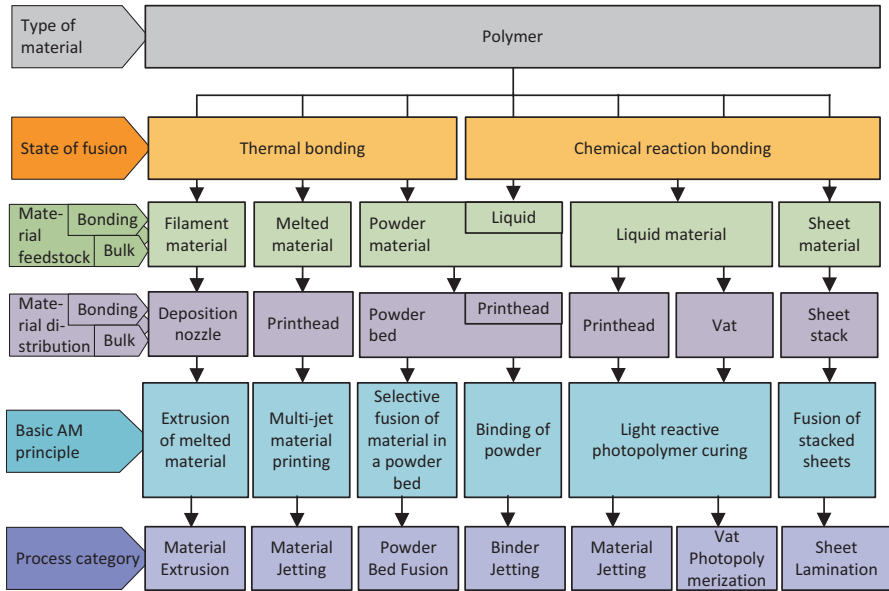 Type of
material
Polymer
State of fusion
Thermal bonding
Chemical reaction bonding
Mate-
rial
feedstock
Bonding
Bulk
Filament
material
Melted
material
Powder
material
Liquid
Liquid material
Sheet
material
Mate-
rial di-
stribution
Bonding
Bulk
Deposition
nozzle
Printhead
Powder
bed
Printhead
Printhead
Vat
Sheet
stack
Basic AM
principle
Extrusion
of melted
material
Multi-jet
material
printing
Selective
fusion of
material in
a powder
bed
Binding of
powder
Light reactive
photopolymer curing
Fusion of
stacked
sheets
Process category
Material
Extrusion
Material
Jetting
Powder
Bed Fusion
Binder
Jetting
Material
Jetting
Vat
Photopoly
merization
Sheet
Lamination